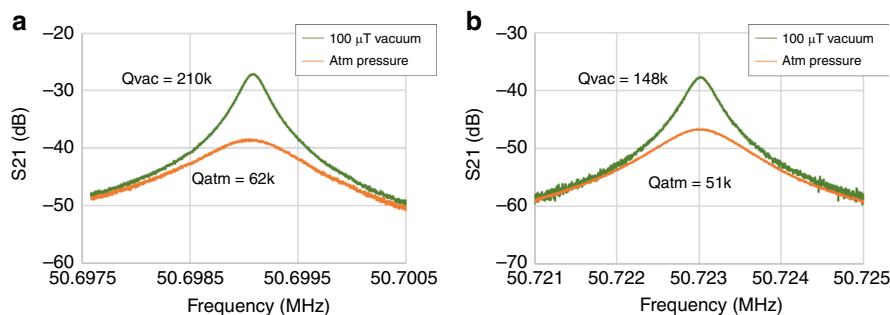 a
−20
−30
−40
−50
−60
S21 (dB)
100 μT vacuum
Atm pressure
Qvac = 210k
Qatm = 62k
50.6975
50.6985
50.6995
50.7005
Frequency (MHz)
b
−30
−40
−50
−60
−70
S21 (dB)
100 μT vacuum
Atm pressure
Qvac = 148k
Qatm = 51k
50.721
50.722
50.723
50.724
50.725
Frequency (MHz)